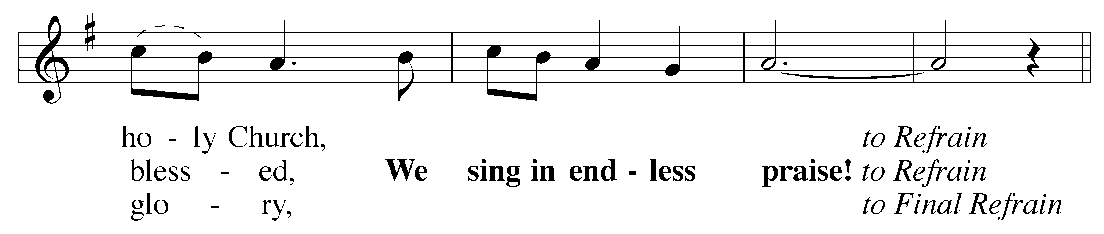 ho - ly Church, to Refrain
bless - ed, We sing in end - less praise! to Refrain
glo - ry, to Final Refrain